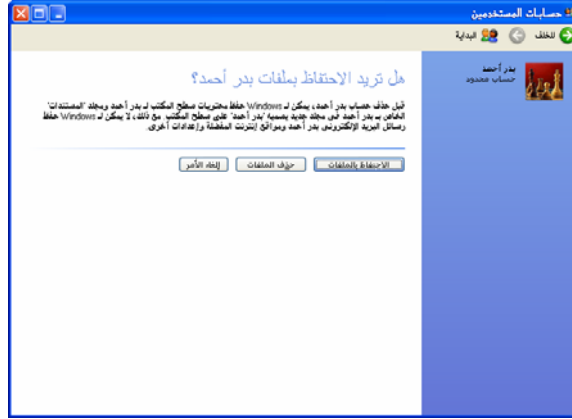 حسابات المستخدمين
للخلف البداية
بدر أحمد
حساب محدود
هل تريد الاحتفاظ بملفات بدر أحمد؟
قبل حذف حساب بدر أحمد، يمكن لـ Windows حفظ محتويات سطح المكتب لـ بدر أحمد ومجلد "المستندات"
الخاص بـ بدر أحمد في مجلد جديد يسميه "بدر أحمد" على سطح المكتب. مع ذلك، لا يمكن لـ Windows حفظ
رسائل البريد الإلكتروني بدر أحمد ومواقع إنترنت المفضلة وإعدادات أخرى.
الاحتفاظ بالملفات حذف الملفات إلغاء الأمر